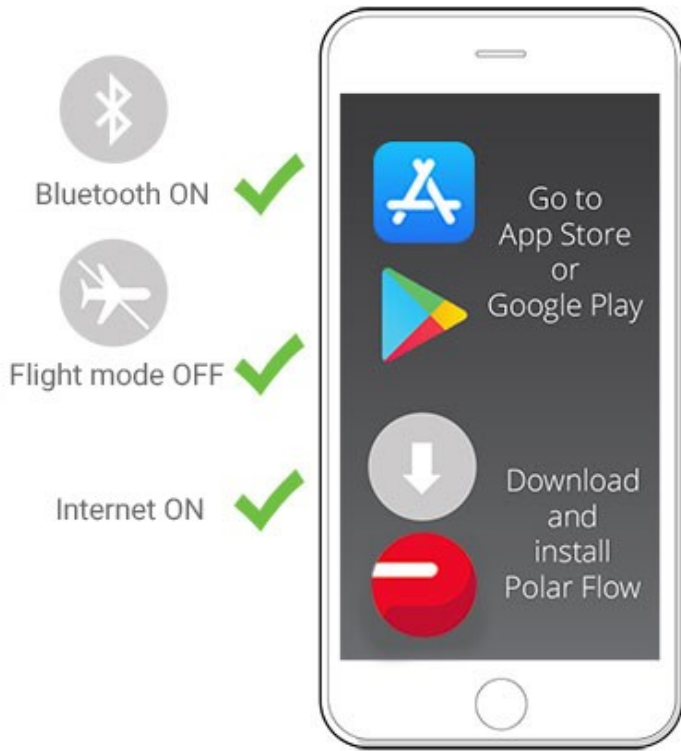 Bluetooth ON
Flight mode OFF
Internet ON
Go to
App Store
or
Google Play
Download
and
install
Polar Flow